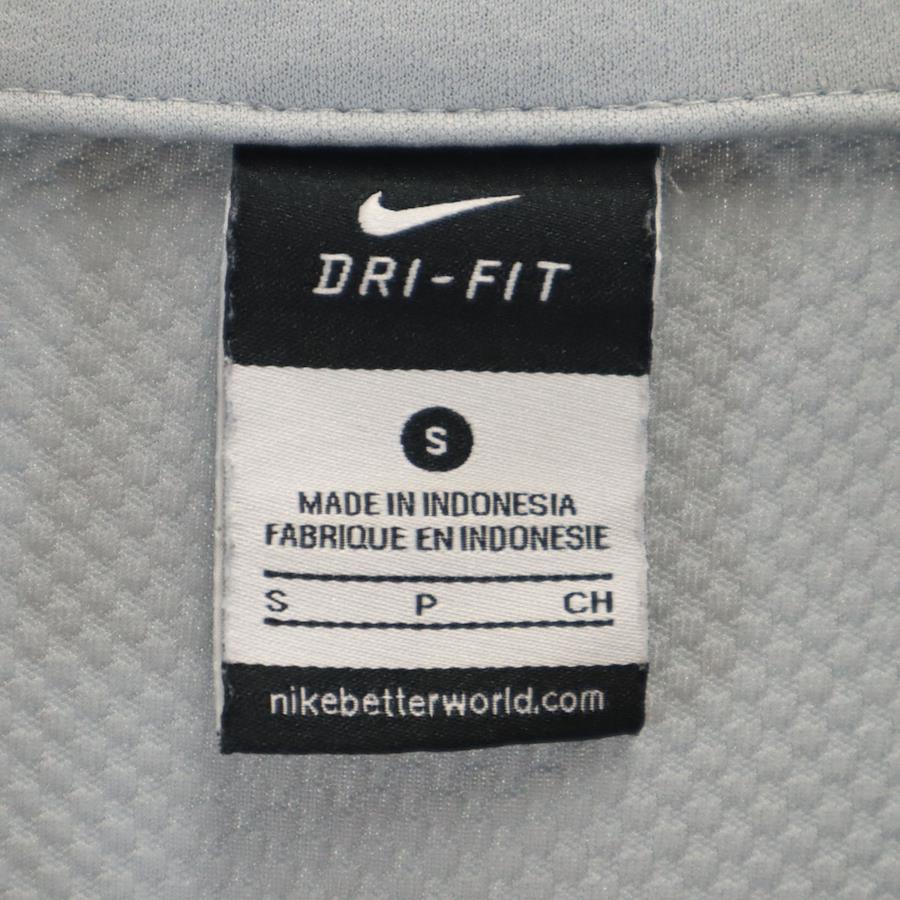 DRI-FIT
S
MADE IN INDONESIA
FABRIQUE EN INDONESIE
S P CH
nikebetterworld.com